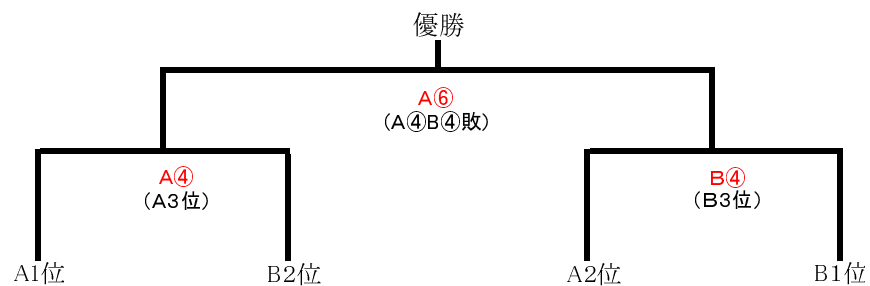 優勝
A⑥
(A④B④敗)
A④
(A3位)
B④
(B3位)
A1位
B2位
A2位
B1位